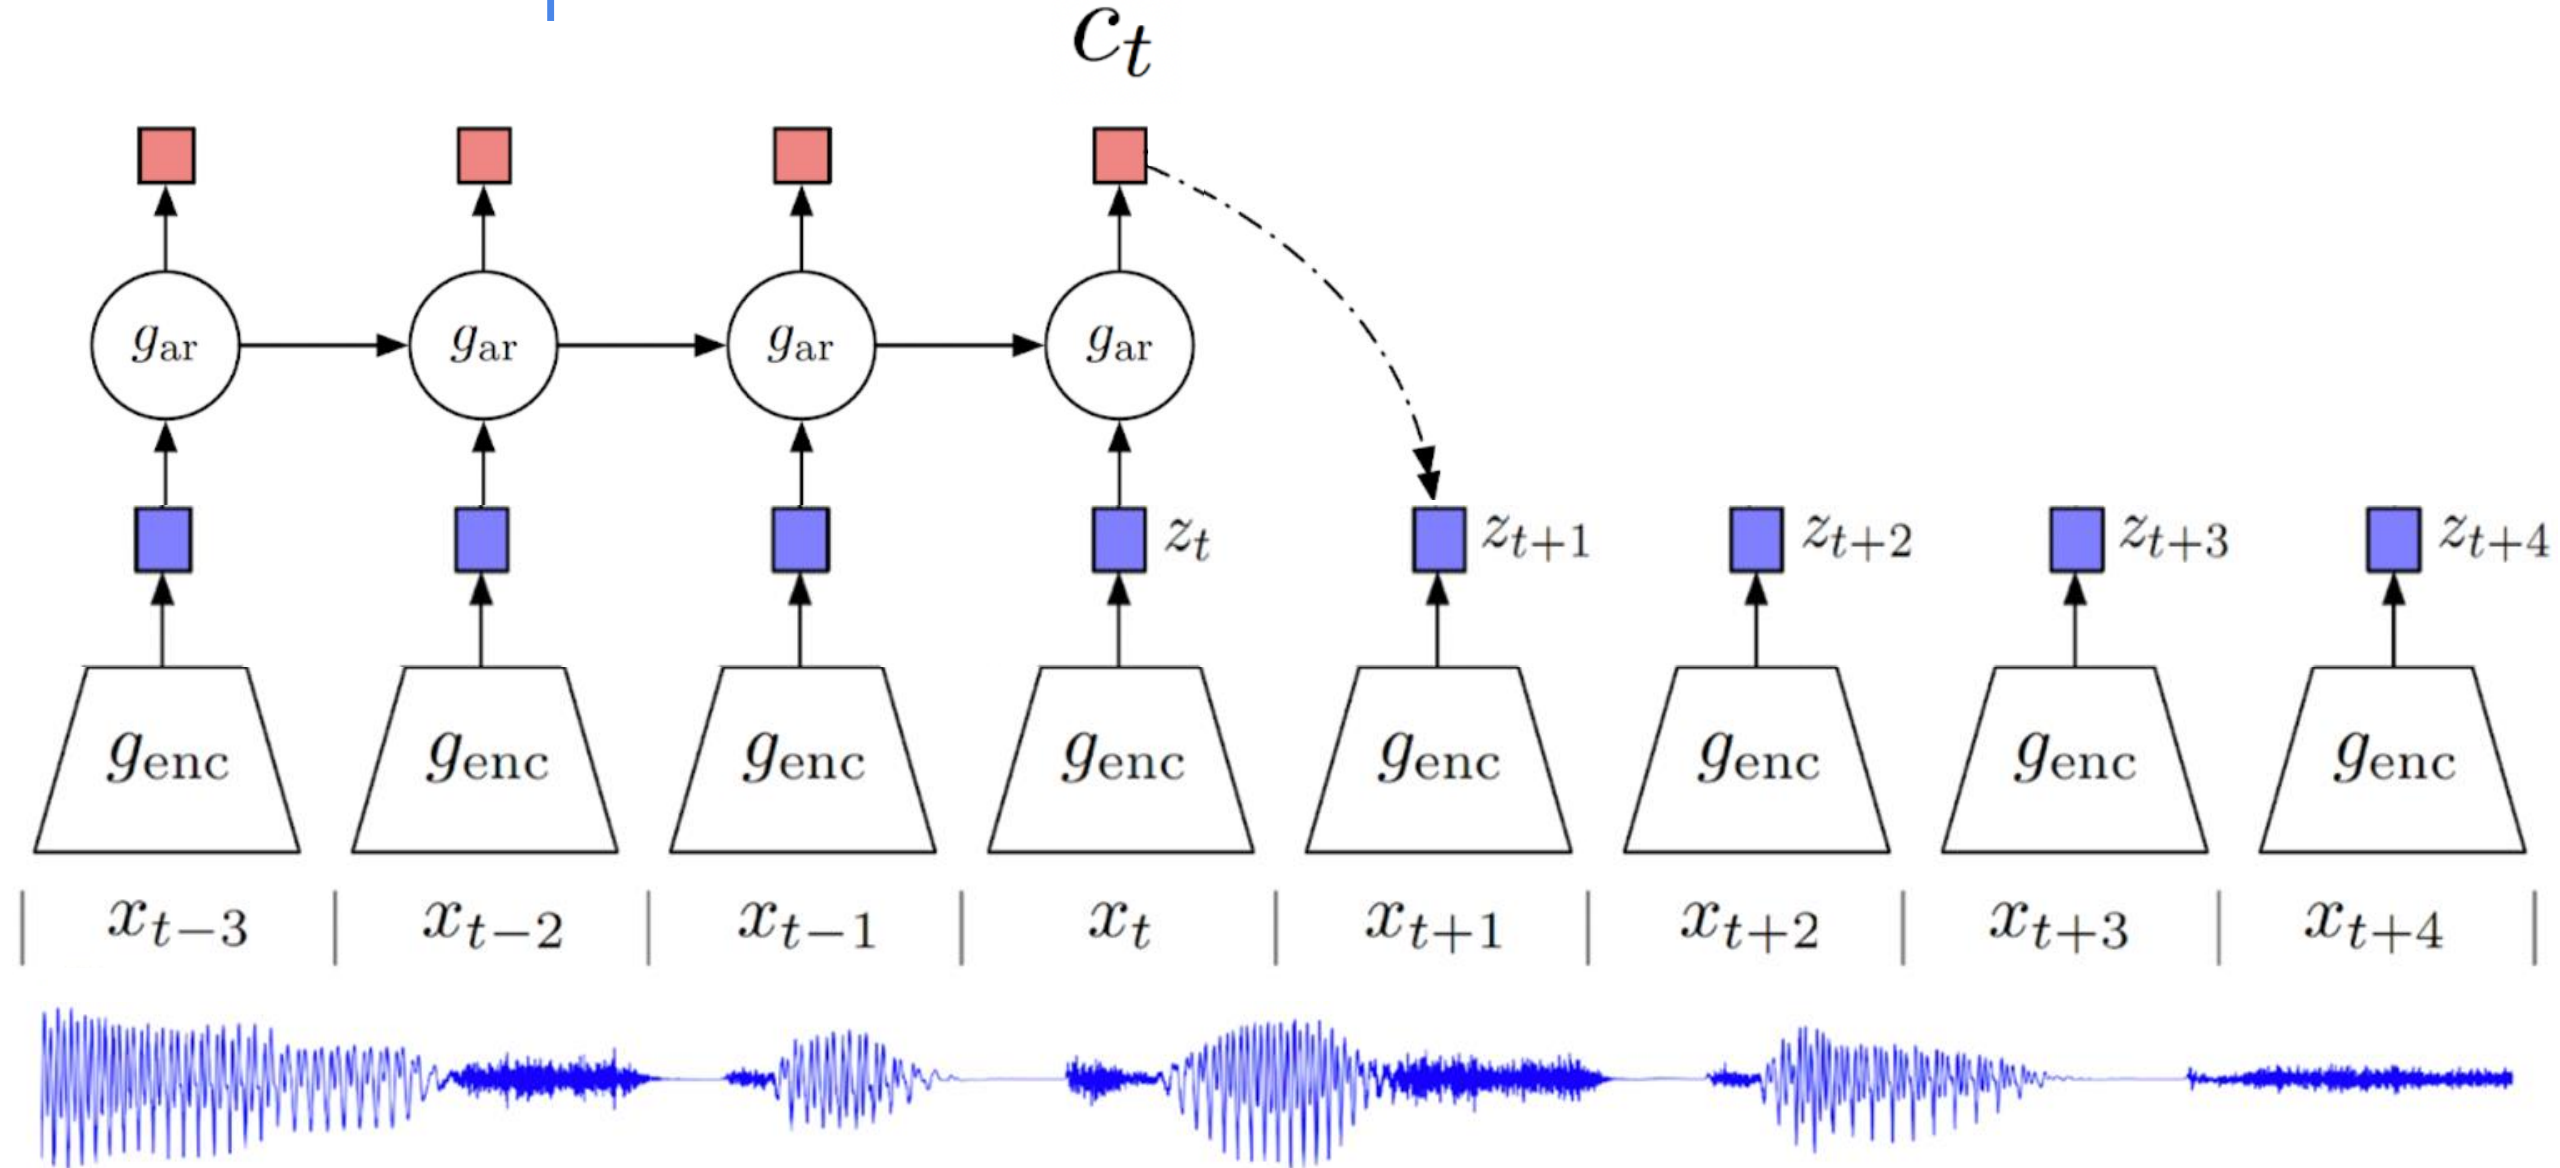 c_t
g_ar g_ar g_ar g_ar
z_t z_{t+1} z_{t+2} z_{t+3} z_{t+4}
g_enc g_enc g_enc g_enc g_enc g_enc g_enc g_enc
| x_{t-3} | x_{t-2} | x_{t-1} | x_t | x_{t+1} | x_{t+2} | x_{t+3} | x_{t+4} |